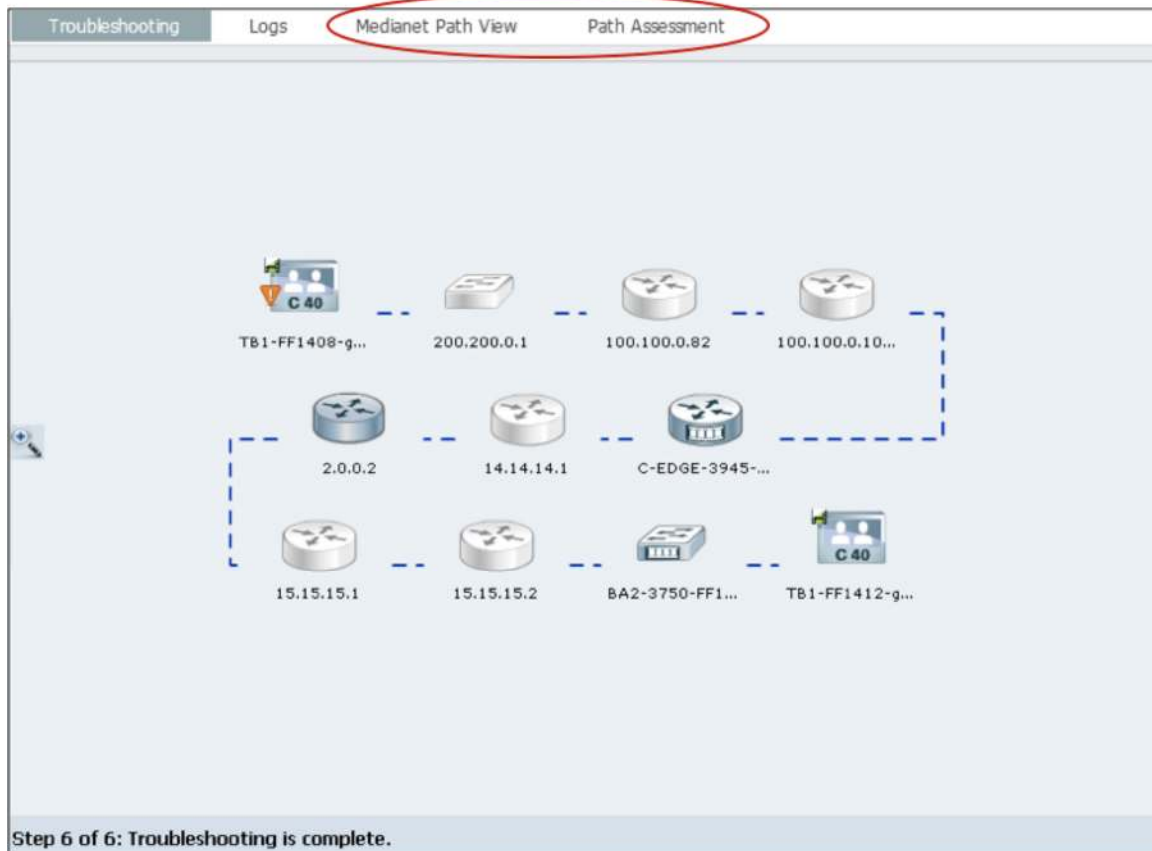 Troubleshooting Logs Medianet Path View Path Assessment
C 40
TB1-FF1408-g... 200.200.0.1 100.100.0.82 100.100.0.10...
2.0.0.2 14.14.14.1 C-EDGE-3945-...
C 40
15.15.15.1 15.15.15.2 BA2-3750-FF1... TB1-FF1412-g...
Step 6 of 6: Troubleshooting is complete.